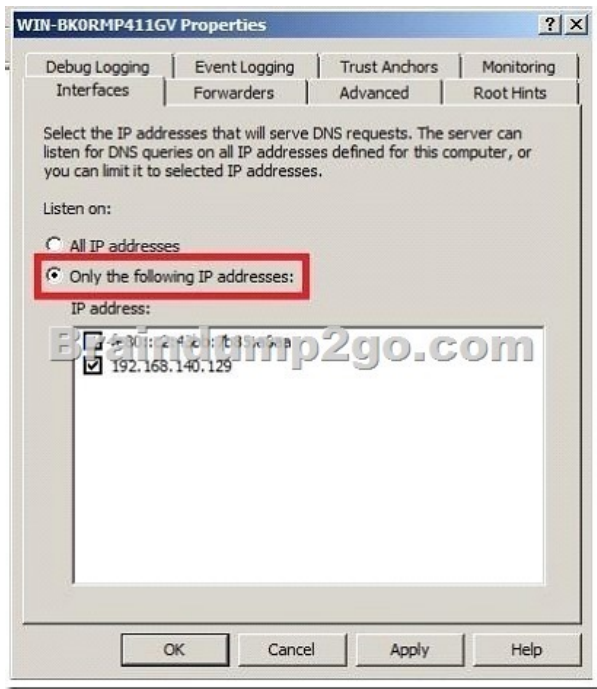 WIN-BK0RMP411GV Properties
Debug Logging
Event Logging
Trust Anchors
Monitoring
Interfaces
Forwarders
Advanced
Root Hints
Select the IP addresses that will serve DNS requests. The server can
listen for DNS queries on all IP addresses defined for this computer, or
you can limit it to selected IP addresses.
Listen on:
All IP addresses
Only the following IP addresses:
IP address:
Braindump2go.com
192.168.140.129
OK
Cancel
Apply
Help